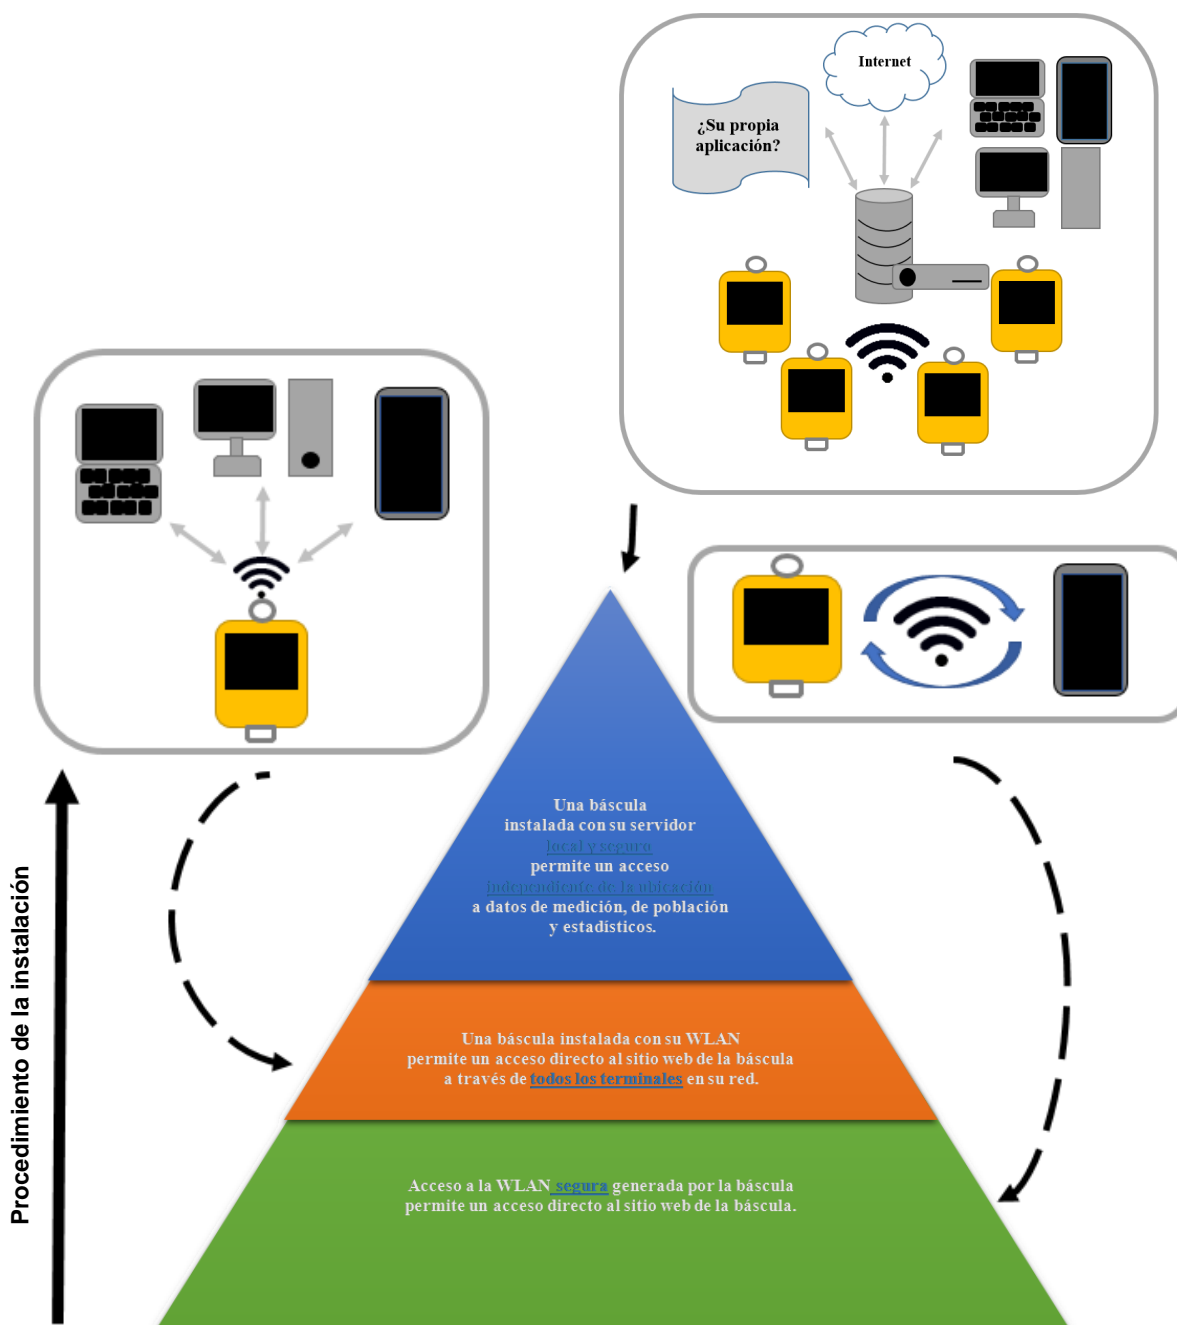 Internet
¿Su propia
aplicación?
Una báscula
instalada con su servidor
local y seguro
permite un acceso
independiente de la ubicación
a datos de medición, de población
y estadísticos.
Una báscula instalada con su WLAN
permite un acceso directo al sitio web de la báscula
a través de todos los terminales en su red.
Acceso a la WLAN segura generada por la báscula
permite un acceso directo al sitio web de la báscula.
Procedimiento de la instalación